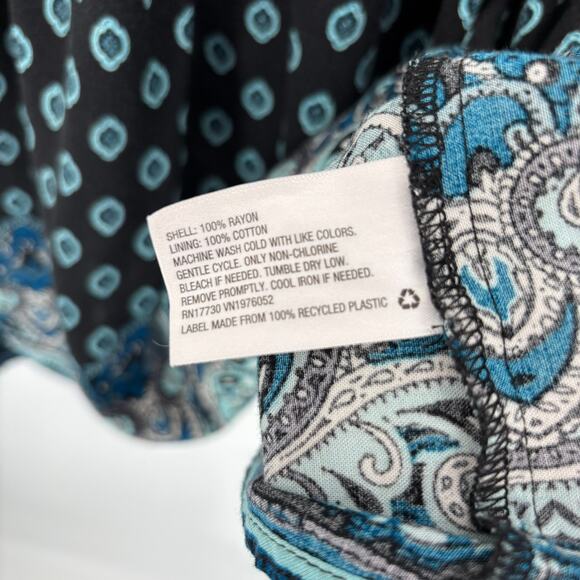 SHELL: 100% RAYON
LINING: 100% COTTON
MACHINE WASH COLD WITH LIKE COLORS.
GENTLE CYCLE. ONLY NON-CHLORINE
BLEACH IF NEEDED. TUMBLE DRY LOW.
REMOVE PROMPTLY. COOL IRON IF NEEDED.
RN17730 VN1976052
LABEL MADE FROM 100% RECYCLED PLASTIC